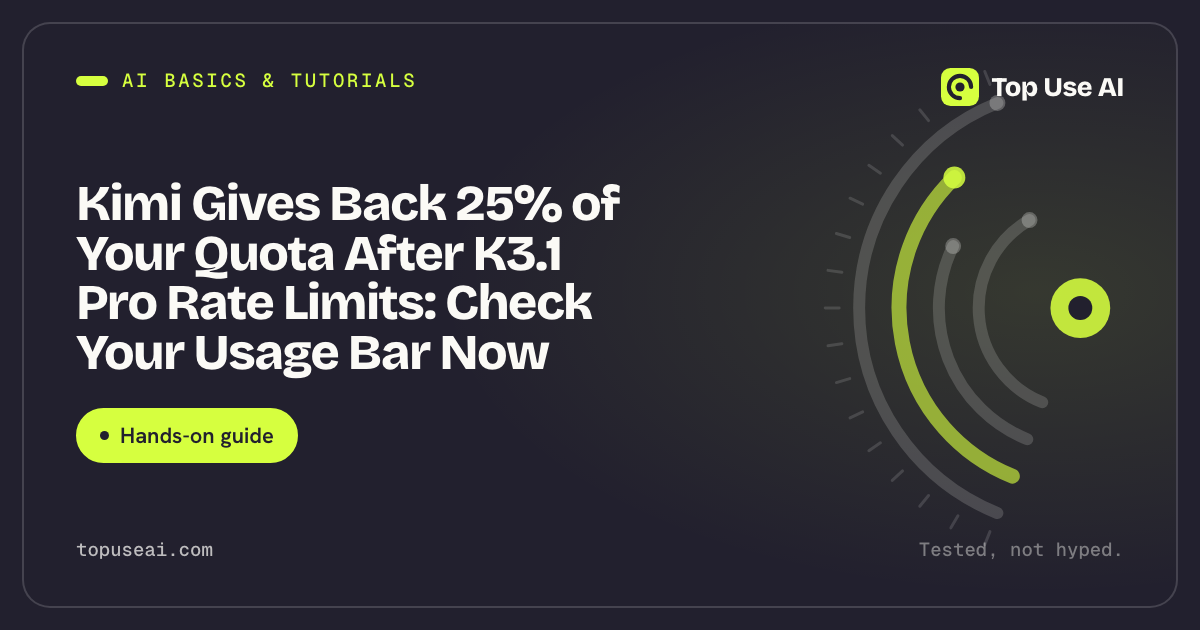 AI BASICS & TUTORIALS
Top Use AI
Kimi Gives Back 25% of
Your Quota After K3.1
Pro Rate Limits: Check
Your Usage Bar Now
Hands-on guide
topuseai.com
Tested, not hyped.